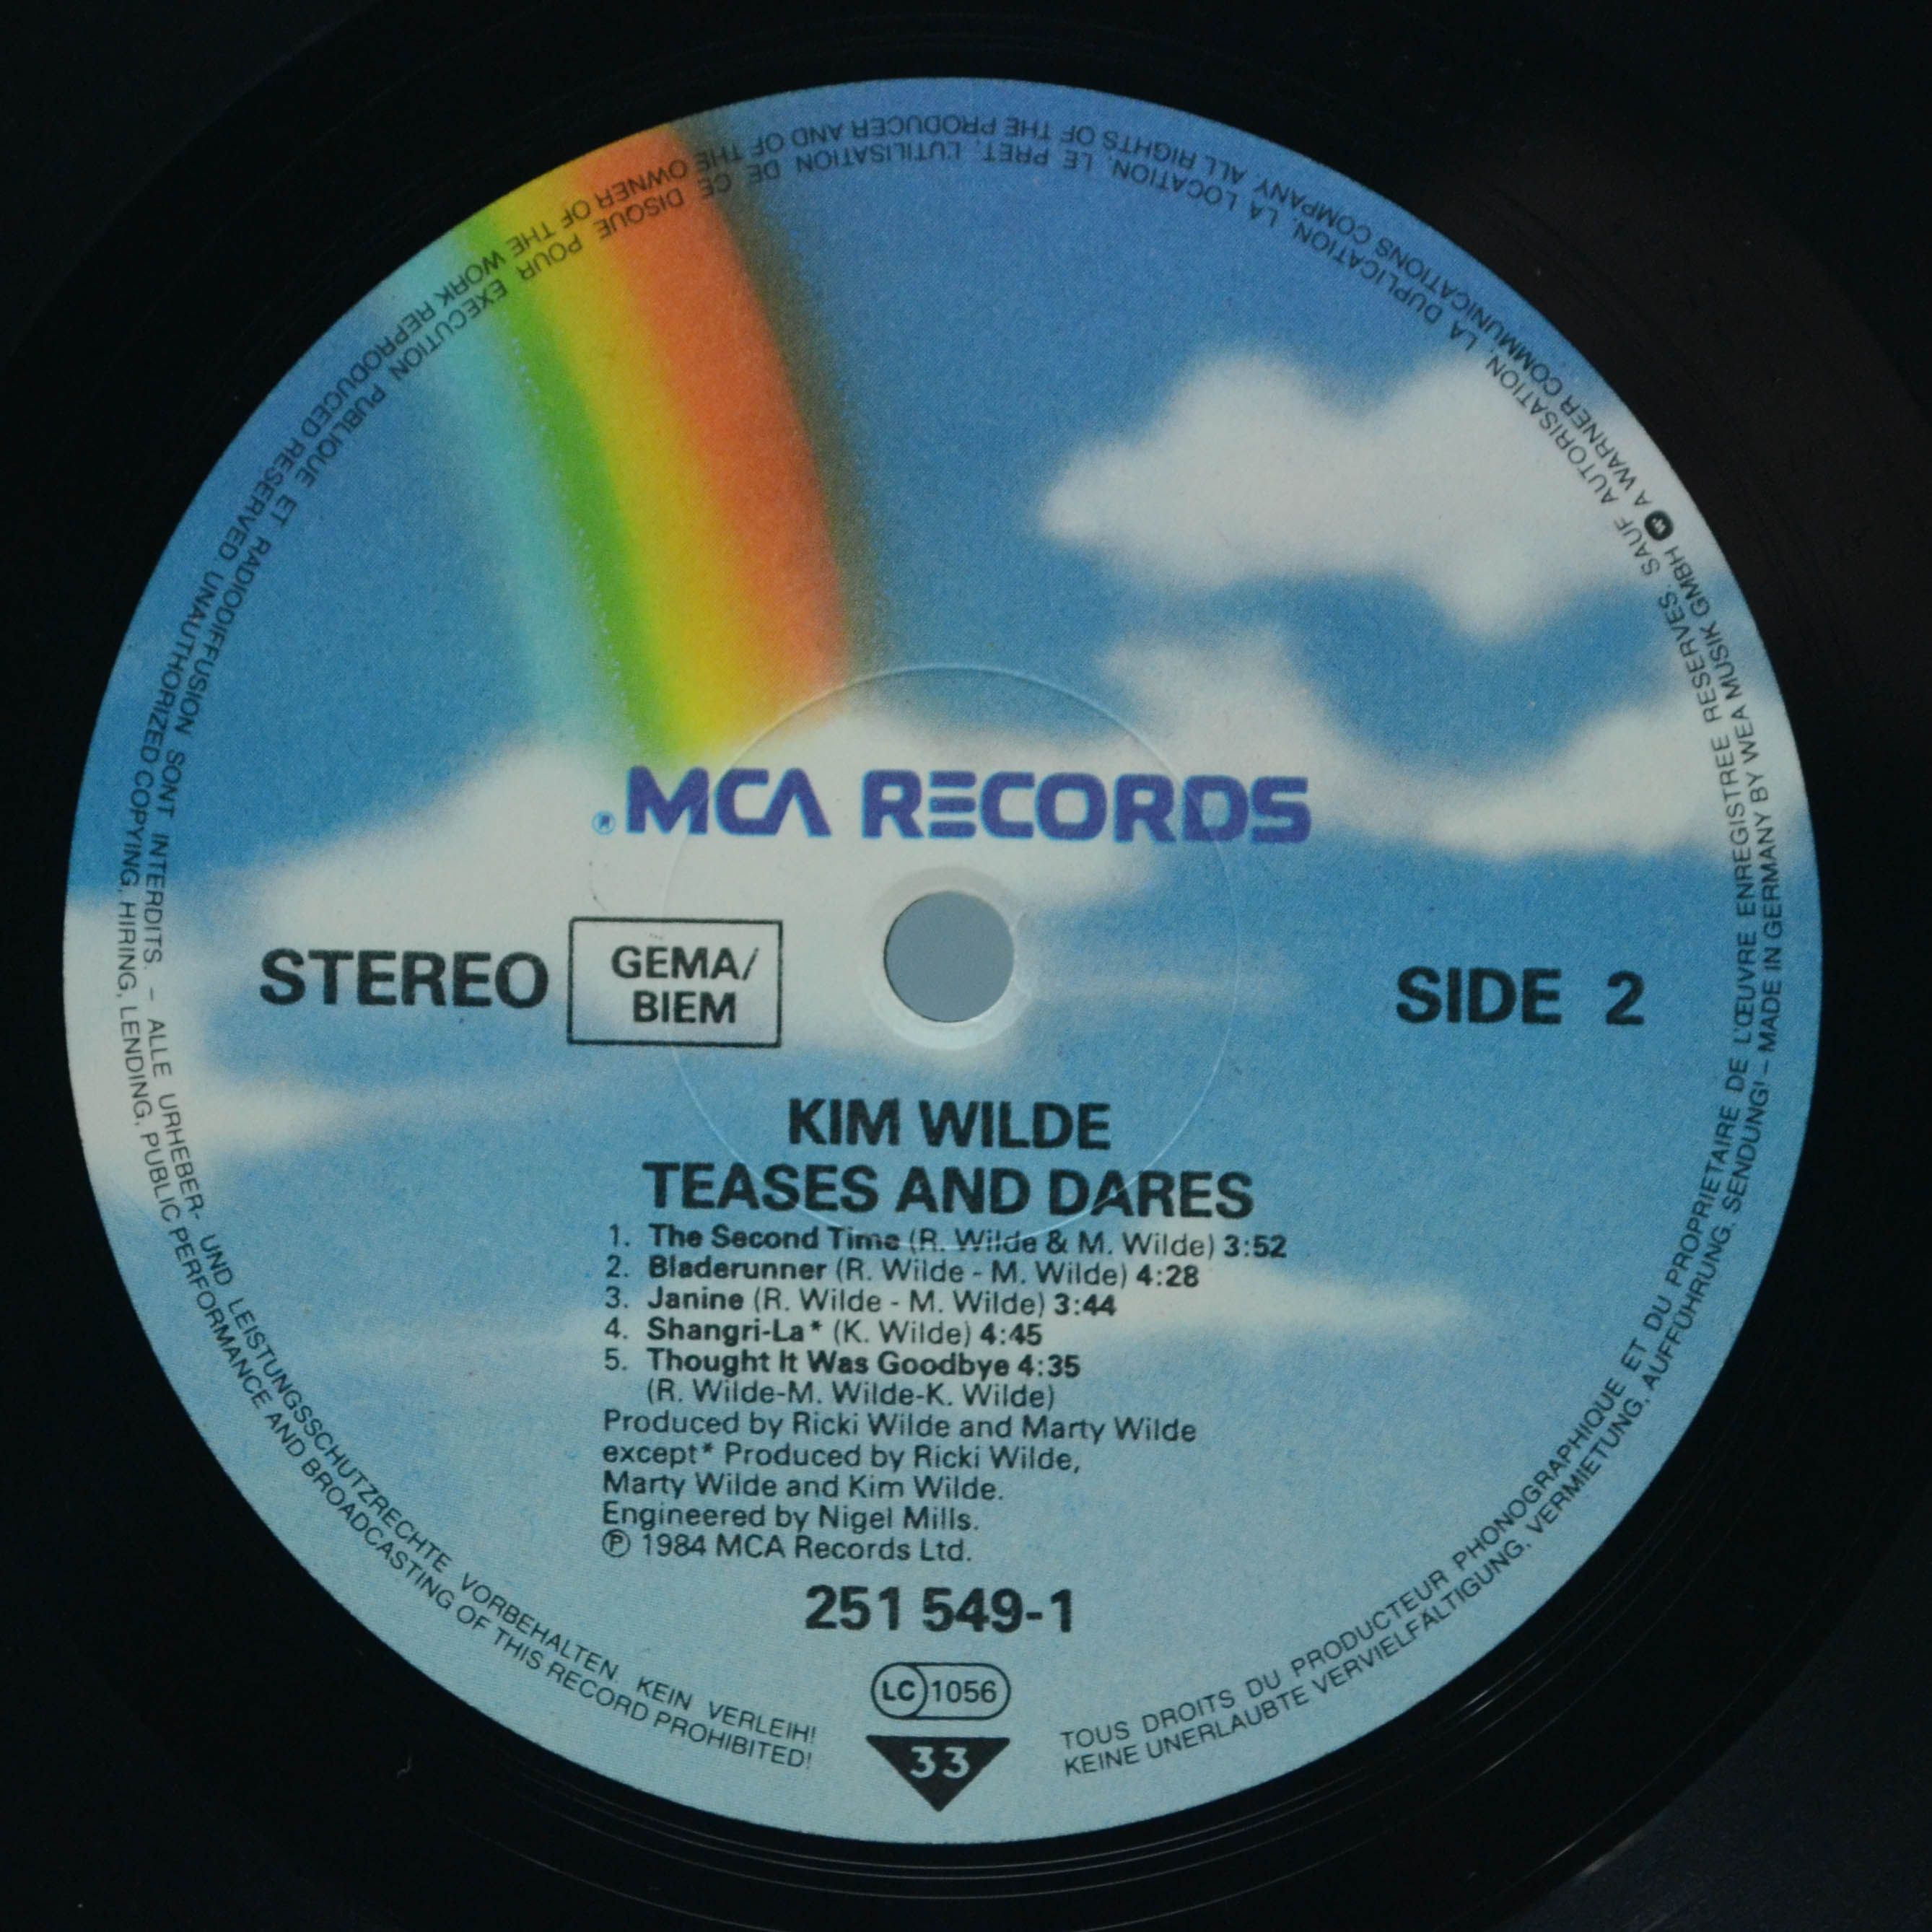 ® MCA RECORDS
STEREO
GEMA/
BIEM
SIDE 2
KIM WILDE
TEASES AND DARES
1. The Second Time (R. Wilde & M. Wilde) 3:52
2. Bladerunner (R. Wilde - M. Wilde) 4:28
3. Janine (R. Wilde - M. Wilde) 3:44
4. Shangri-La* (K. Wilde) 4:45
5. Thought It Was Goodbye 4:35
(R. Wilde-M. Wilde-K. Wilde)
Produced by Ricki Wilde and Marty Wilde
except* Produced by Ricki Wilde,
Marty Wilde and Kim Wilde.
Engineered by Nigel Mills.
℗ 1984 MCA Records Ltd.
251 549-1
LC 1056
33
TOUS DROITS DU PRODUCTEUR PHONOGRAPHIQUE ET DU PROPRIETAIRE DE L'ŒUVRE ENREGISTRE RESERVES. SAUF AUTORISATION, LA DUPLICATION, LA LOCATION, LE PRET, L'UTILISATION DE CE DISQUE POUR EXECUTION PUBLIQUE ET RADIODIFFUSION SONT INTERDITS. – ALLE URHEBER- UND LEISTUNGSSCHUTZRECHTE VORBEHALTEN. KEIN VERLEIH!
KEINE UNERLAUBTE VERVIELFÄLTIGUNG, VERMIETUNG, AUFFÜHRUNG, SENDUNG! – MADE IN GERMANY BY WEA MUSIK GMBH A WARNER COMMUNICATIONS COMPANY ALL RIGHTS OF THE PRODUCER AND OF THE OWNER OF THE WORK REPRODUCED RESERVED. UNAUTHORIZED COPYING, HIRING, LENDING, PUBLIC PERFORMANCE AND BROADCASTING OF THIS RECORD PROHIBITED!